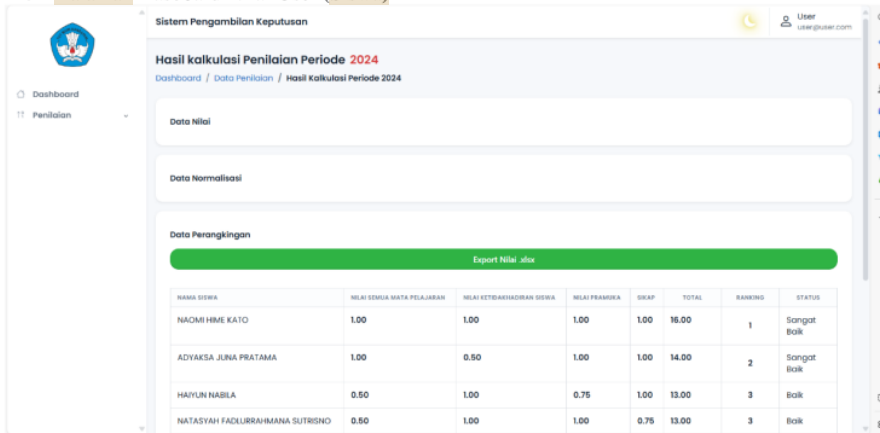 Sistem Pengambilan Keputusan
User
user@user.com
Hasil kalkulasi Penilaian Periode 2024
Dashboard / Data Penilaian / Hasil Kalkulasi Periode 2024
Dashboard
Penilaian
Data Nilai
Data Normalisasi
Data Perangkingan
Export Nilai .xlsx
NAMA SISWA NILAI SEMUA MATA PELAJARAN NILAI KETIDAKHADIRAN SISWA NILAI PRAMUKA SIKAP TOTAL RANKING STATUS
NAOMI HIME KATO 1.00 1.00 1.00 1.00 16.00 1 Sangat Baik
ADYAKSA JUNA PRATAMA 1.00 0.50 1.00 1.00 14.00 2 Sangat Baik
HAIYUN NABILA 0.50 1.00 0.75 1.00 13.00 3 Baik
NATASYAH FADLURRAHMANA SUTRISNO 0.50 1.00 1.00 0.75 13.00 3 Baik